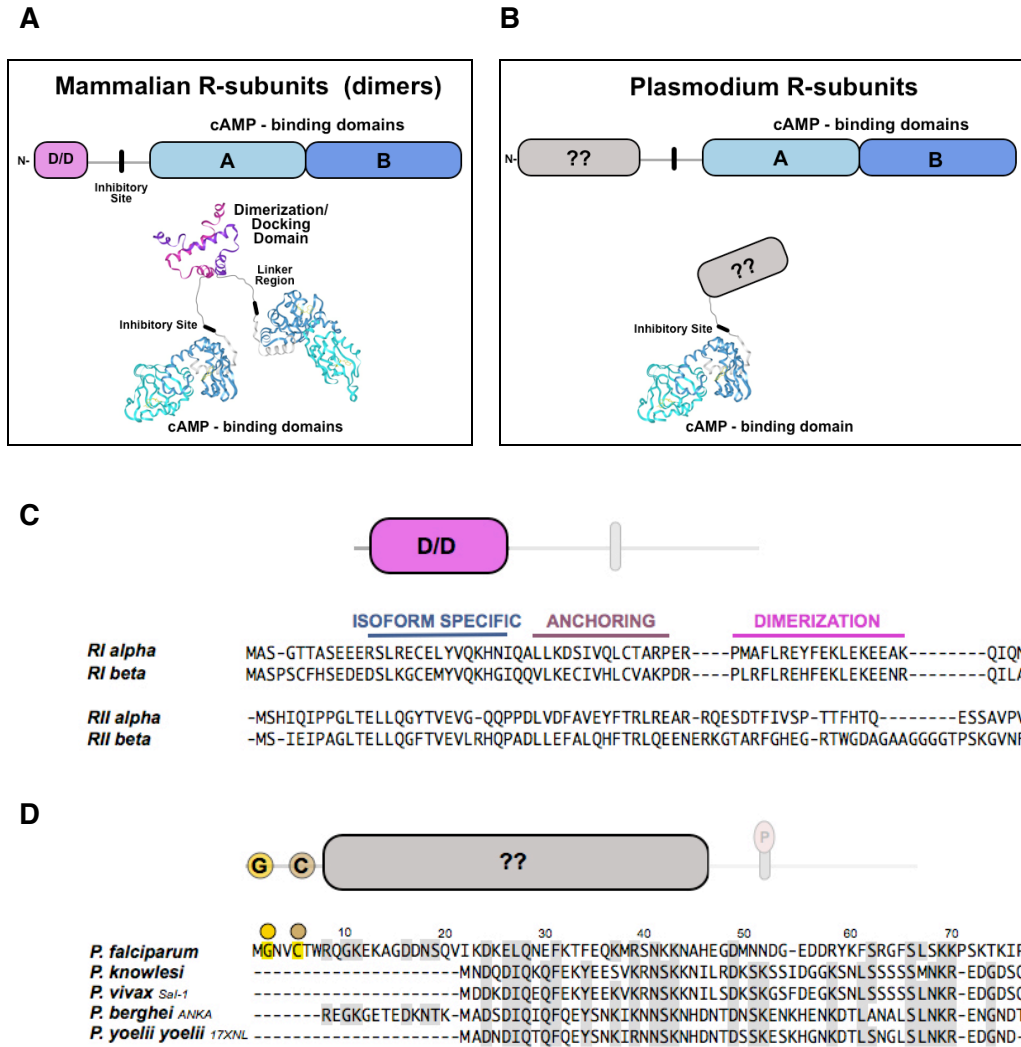 A
B
Mammalian R-subunits (dimers)
cAMP - binding domains
N-
D/D
A
B
Inhibitory
Site
Dimerization/
Docking
Domain
Linker
Region
Inhibitory Site
cAMP - binding domains
Plasmodium R-subunits
cAMP - binding domains
N-
??
A
B
??
Inhibitory Site
cAMP - binding domain
C
D/D
ISOFORM SPECIFIC ANCHORING DIMERIZATION
RI alpha MAS-GTTASEEERSLRECELYVQKHNIQALLKDSIVQLCTARPER----PMAFLREYFEKLEKEEAK--------QIQN
RI beta MASPSCFHSEDEDSLKGCEMYVQKHGIQQVLKECIVHLCVAKPDR----PLRFLREHFEKLEKEENR--------QILA
RII alpha -MSHIQIPPGLTELLQGYTVEVG-QQPPDLVDFAVEYFTRLREAR-RQESDTFIVSP-TTFHTQ--------ESSAVPV
RII beta -MS-IEIPAGLTELLQGFTVEVLRHQPADLLEFALQHFTRLQEENERKGTARFGHEG-RTWGDAGAAGGGGTPSKGVNF
D
G C ?? P
10 20 30 40 50 60 70
P. falciparum MGNVCTWRQGKEKAGDDNSQVIKDKELQNEFKTFEQKMRSNKKNAHEGDMNNDG-EDDRYKFSRGFSLSKKPSKTKIP
P. knowlesi --------------------MNDQDIQKQFEKYEESVKRNSKKNILRDKSKSSIDGGKSNLSSSSSMNKR-EDGDSG
P. vivax Sal-1 --------------------MDDKDIQEQFEKYEEKVKRNSKKNILSDKSKGSFDEGKSNLSSSSSLNKR-EDGDSG
P. berghei ANKA -------REGKGETEDKNTK-MADSDIQIQFQEYSNKIKRNSKKNHDNTDNSKENKHENKDTLANALSLNKR-ENGNDT
P. yoelii yoelii 17XNL --------------------MADNDIQTQFQEYSNKIKRNSKKNHDNTDSSKESKHGNKDTLSNGLSLNKR-EDGND-